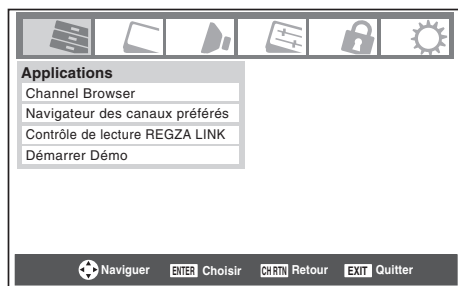 Applications
Channel Browser
Navigateur des canaux préférés
Contrôle de lecture REGZA LINK
Démarrer Démo
Naviguer ENTER Choisir CH RTN Retour EXIT Quitter